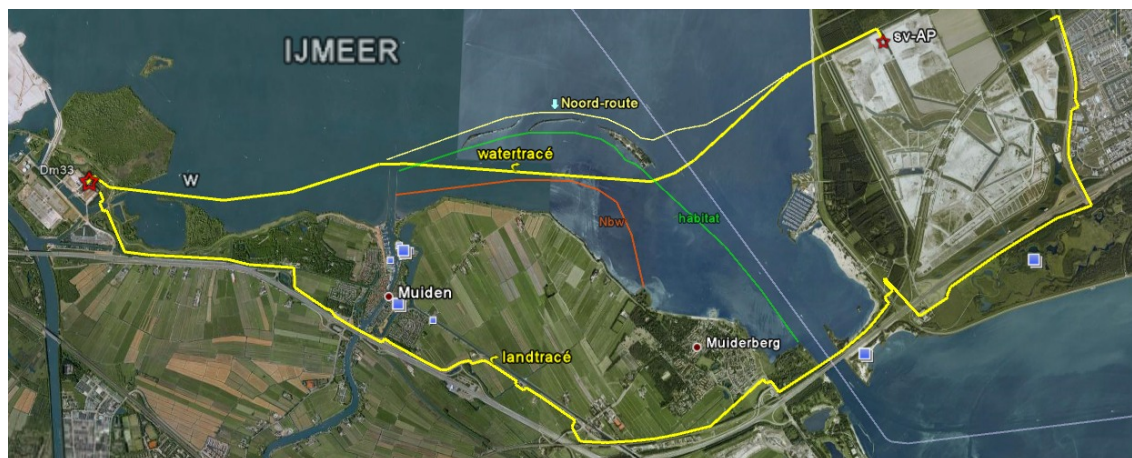 IJMEER
sv-AP
Noord-route
watertracé
Dm33
W
habitat
Nbw
Muiden
Muiderberg
landtracé